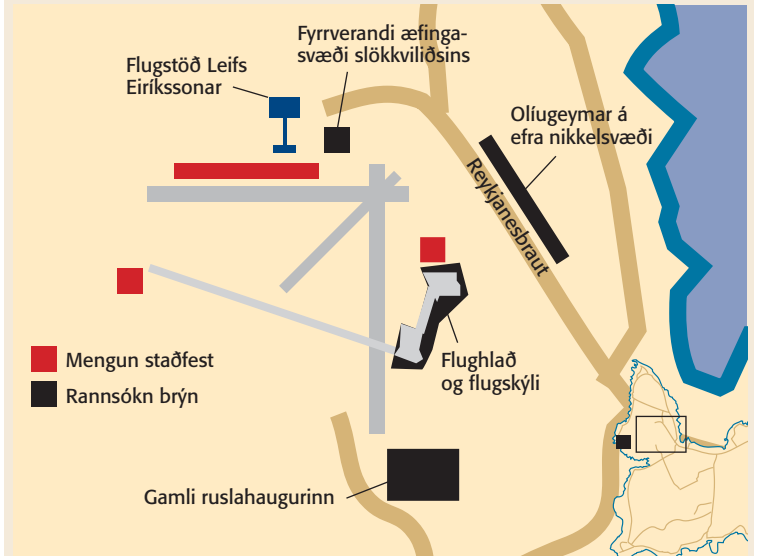 Fyrrverandi æfinga-
svæði slökkviliðsins
Flugstöð Leifs
Eiríkssonar
Olíugeymar á
efra nikkelsvæði
Reykjanesbraut
Mengun staðfest
Rannsókn brýn
Flughlað
og flugskýli
Gamli ruslahaugurinn